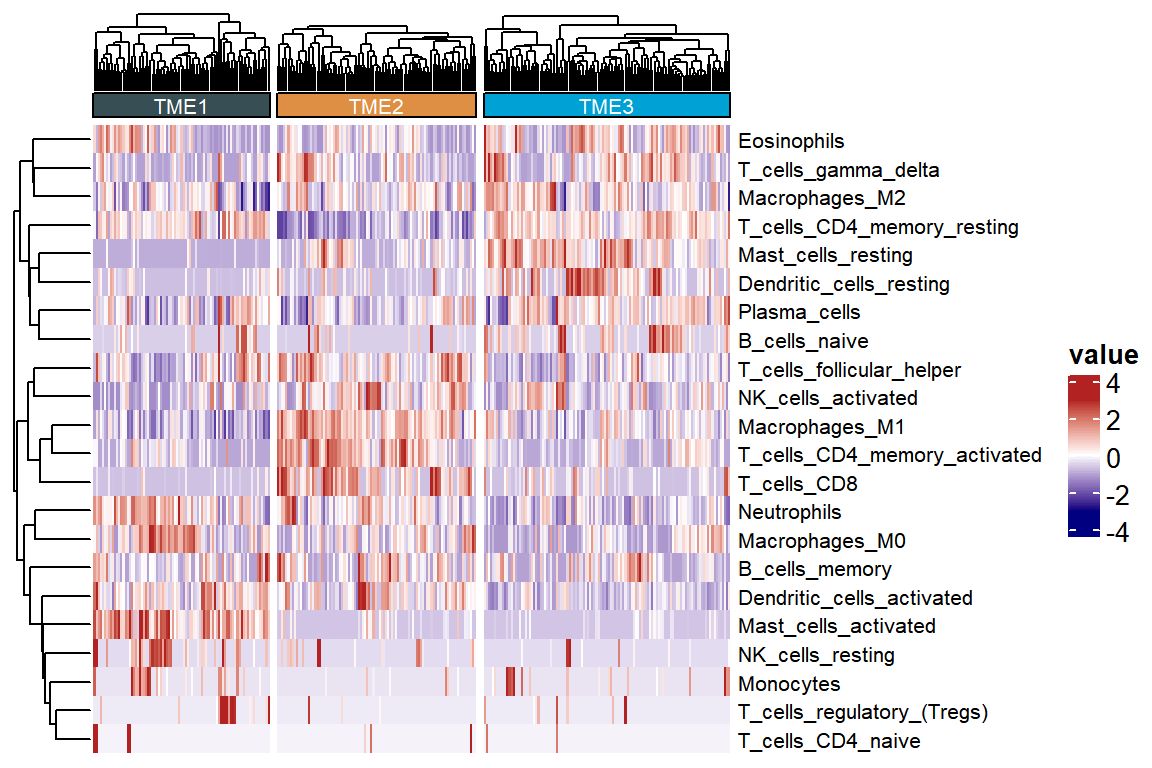 TME1 TME2 TME3
Eosinophils
T_cells_gamma_delta
Macrophages_M2
T_cells_CD4_memory_resting
Mast_cells_resting
Dendritic_cells_resting
Plasma_cells
B_cells_naive
T_cells_follicular_helper
NK_cells_activated
Macrophages_M1
T_cells_CD4_memory_activated
T_cells_CD8
Neutrophils
Macrophages_M0
B_cells_memory
Dendritic_cells_activated
Mast_cells_activated
NK_cells_resting
Monocytes
T_cells_regulatory_(Tregs)
T_cells_CD4_naive
value
4
2
0
-2
-4